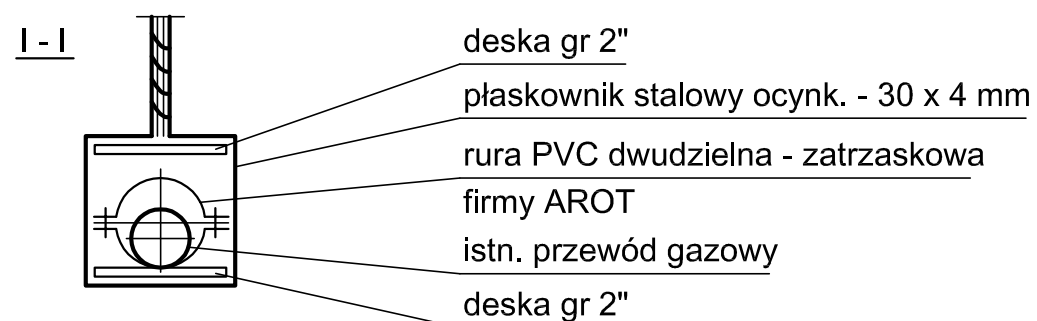 I - I
deska gr 2"
płaskownik stalowy ocynk. - 30 x 4 mm
rura PVC dwudzielna - zatrzaskowa
firmy AROT
istn. przewód gazowy
deska gr 2"